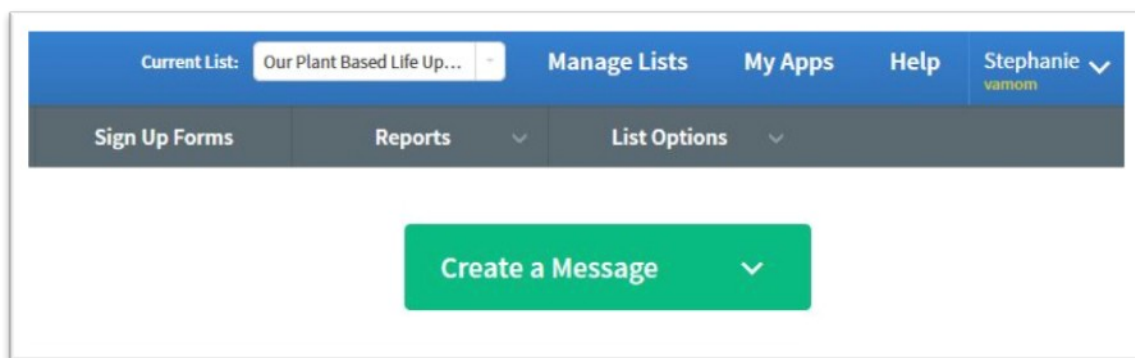 Current List: Our Plant Based Life Up... Manage Lists My Apps Help Stephanie
vamom
Sign Up Forms Reports List Options
Create a Message